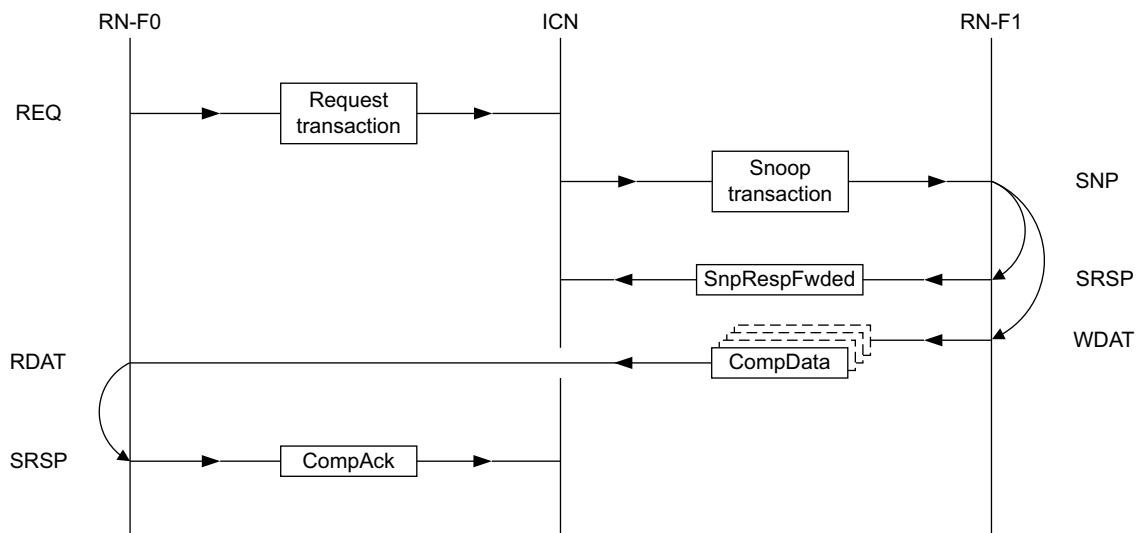 RN-F0
ICN
RN-F1
REQ
Request
transaction
Snoop
transaction
SNP
SnpRespFwded
SRSP
WDAT
RDAT
CompData
SRSP
CompAck